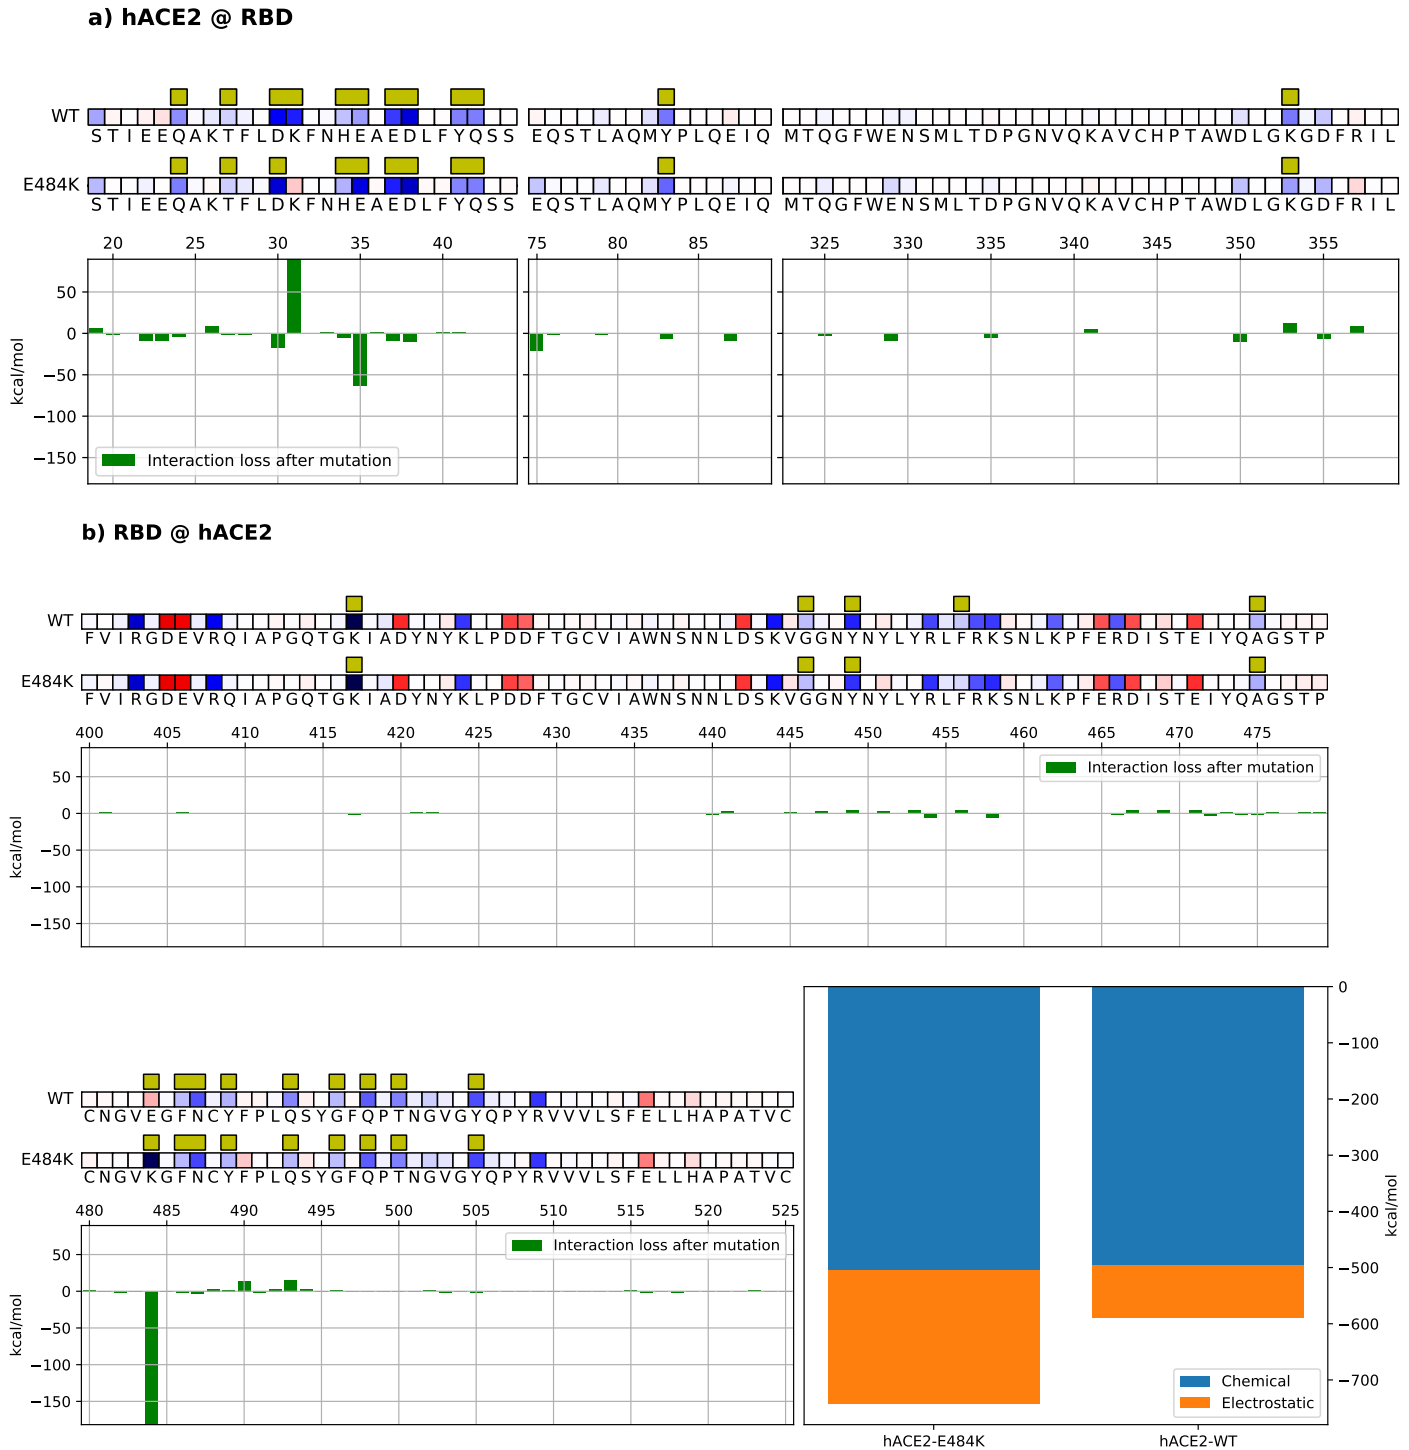 a) hACE2 @ RBD
WT
S T I E E Q A K T F L D K F N H E A E D L F Y Q S S E Q S T L A Q M Y P L Q E I Q M T Q G F W E N S M L T D P G N V Q K A V C H P T A W D L G K G D F R I L
E484K
S T I E E Q A K T F L D K F N H E A E D L F Y Q S S E Q S T L A Q M Y P L Q E I Q M T Q G F W E N S M L T D P G N V Q K A V C H P T A W D L G K G D F R I L
20 25 30 35 40 75 80 85 325 330 335 340 345 350 355
50
0
−50
−100
−150
kcal/mol
Interaction loss after mutation
b) RBD @ hACE2
WT
F V I R G D E V R Q I A P G Q T G K I A D Y N Y K L P D D F T G C V I A W N S N N L D S K V G G N Y N Y L Y R L F R K S N L K P F E R D I S T E I Y Q A G S T P
E484K
F V I R G D E V R Q I A P G Q T G K I A D Y N Y K L P D D F T G C V I A W N S N N L D S K V G G N Y N Y L Y R L F R K S N L K P F E R D I S T E I Y Q A G S T P
400 405 410 415 420 425 430 435 440 445 450 455 460 465 470 475
50
0
−50
−100
−150
kcal/mol
Interaction loss after mutation
WT
C N G V E G F N C Y F P L Q S Y G F Q P T N G V G Y Q P Y R V V V L S F E L L H A P A T V C
E484K
C N G V K G F N C Y F P L Q S Y G F Q P T N G V G Y Q P Y R V V V L S F E L L H A P A T V C
480 485 490 495 500 505 510 515 520 525
50
0
−50
−100
−150
kcal/mol
Interaction loss after mutation
0
−100
−200
−300
−400
−500
−600
−700
kcal/mol
Chemical
Electrostatic
hACE2-E484K hACE2-WT